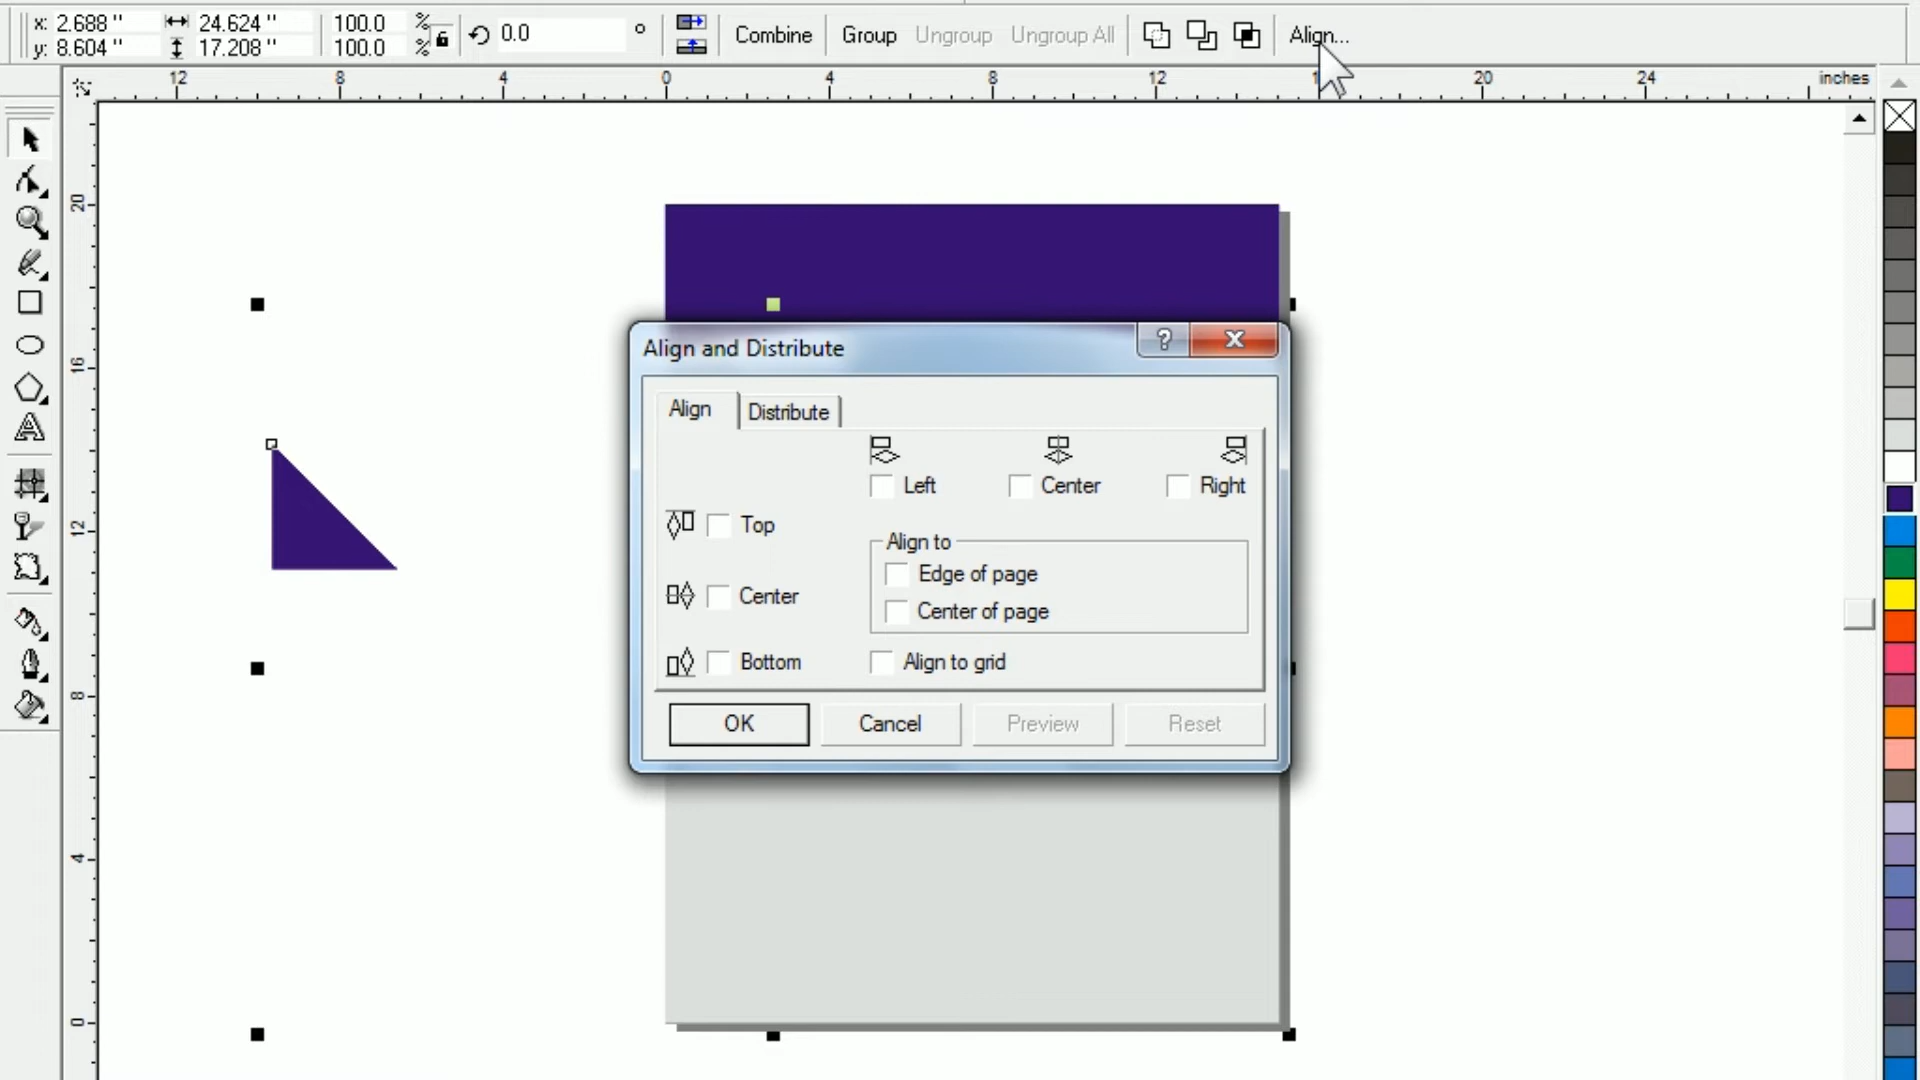 x: 2.688 " 24.624 " 100.0 %
y: 8.604 " 17.208 " 100.0 %
0.0 °
Combine Group Ungroup Ungroup All Align...
12 8 4 0 4 8 12 20 24 inches
20
16
12
8
4
0
Align and Distribute
?
Align Distribute
Left Center Right
Top
Align to
Edge of page
Center Center of page
Bottom Align to grid
OK Cancel Preview Reset